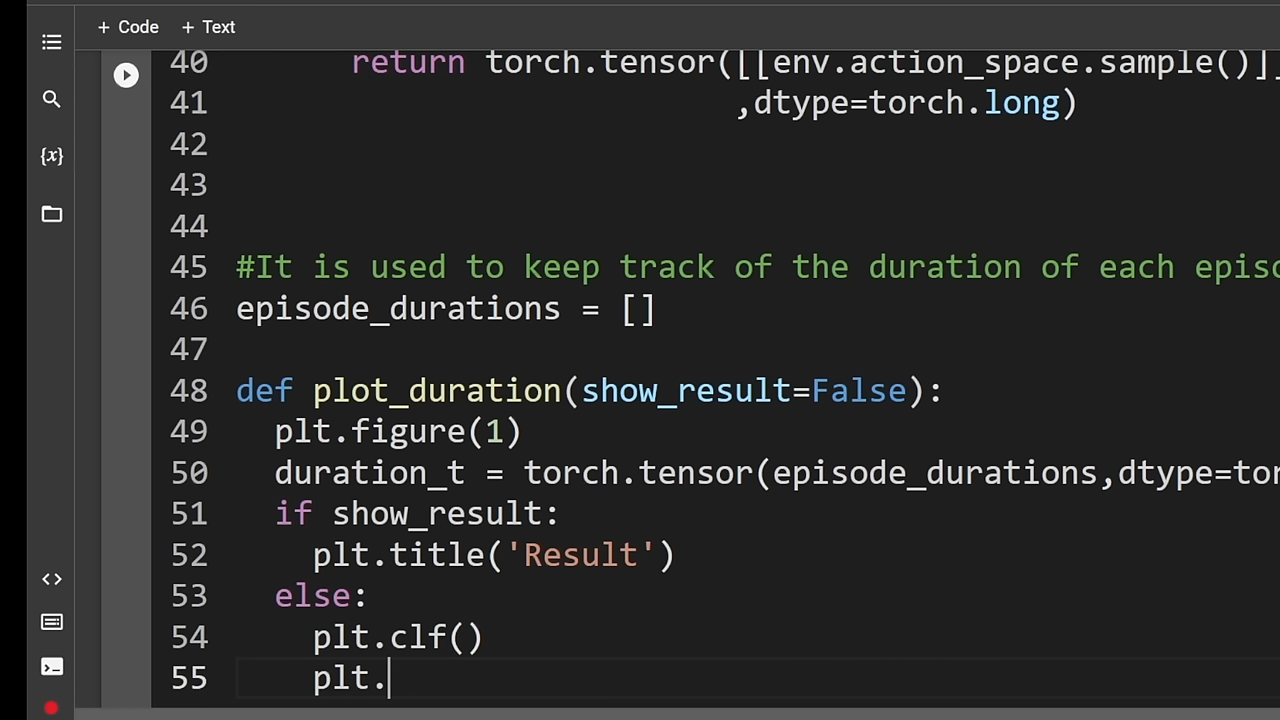 + Code + Text
40 return torch.tensor([[env.action_space.sample()]]
41 ,dtype=torch.long)
42
43
44
45 #It is used to keep track of the duration of each
46 episode_durations = []
47
48 def plot_duration(show_result=False):
49 plt.figure(1)
50 duration_t = torch.tensor(episode_durations,dtype=
51 if show_result:
52 plt.title('Result')
53 else:
54 plt.clf()
55 plt.
{x}